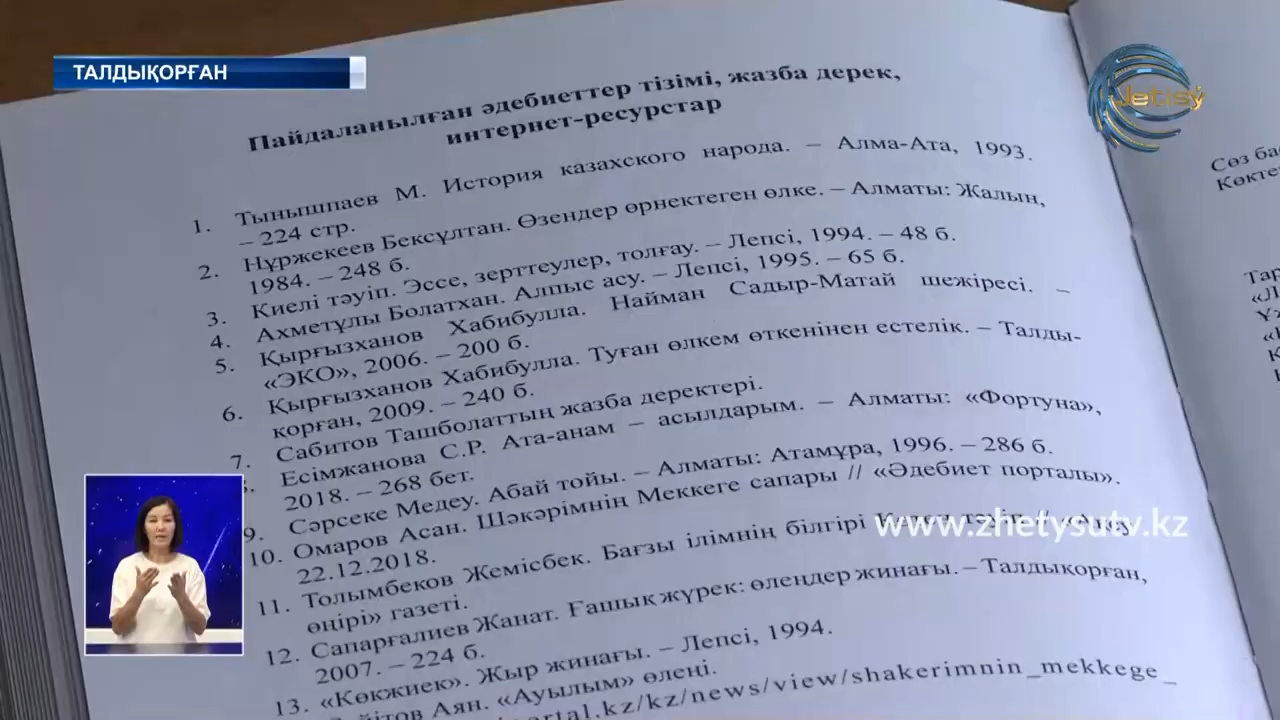 ТАЛДЫҚОРҒАН
Jetisý
Пайдаланылған әдебиеттер тізімі, жазба дерек,
интернет-ресурстар
1. Тынышпаев М. История казахского народа. – Алма-Ата, 1993.
– 224 стр.
2. Нұржекеев Бексұлтан. Өзендер өрнектеген өлке. – Алматы: Жалын,
1984. – 248 б.
3. Киелі тәуіп. Эссе, зерттеулер, толғау. – Лепсі, 1994. – 48 б.
4. Ахметұлы Болатхан. Алпыс асу. – Лепсі, 1995. – 65 б.
5. Қырғызханов Хабибулла. Найман Садыр-Матай шежіресі. –
«ЭКО», 2006. – 200 б.
6. Қырғызханов Хабибулла. Туған өлкем өткенінен естелік. – Талды-
қорған, 2009. – 240 б.
7. Сабитов Ташболаттың жазба деректері.
Есімжанова С.Р. Ата-анам – асылдарым. – Алматы: «Фортуна»,
2018. – 268 бет.
9. Сәрсеке Медеу. Абай тойы. – Алматы: Атамұра, 1996. – 286 б.
10. Омаров Асан. Шәкәрімнің Меккеге сапары // «Әдебиет порталы».
22.12.2018.
11. Толымбеков Жемісбек. Бағзы ілімнің білгірі
өңірі» газеті.
12. Сапарғалиев Жанат. Ғашық жүрек: өлеңдер жинағы. – Талдықорған,
2007. – 224 б.
13. «Көкжиек». Жыр жинағы. – Лепсі, 1994.
Аян. «Ауылым» өлеңі.
portal.kz/kz/news/view/shakerimnin_mekkege_
Сөз ба
Көкте
Тар
www.zhetysutv.kz